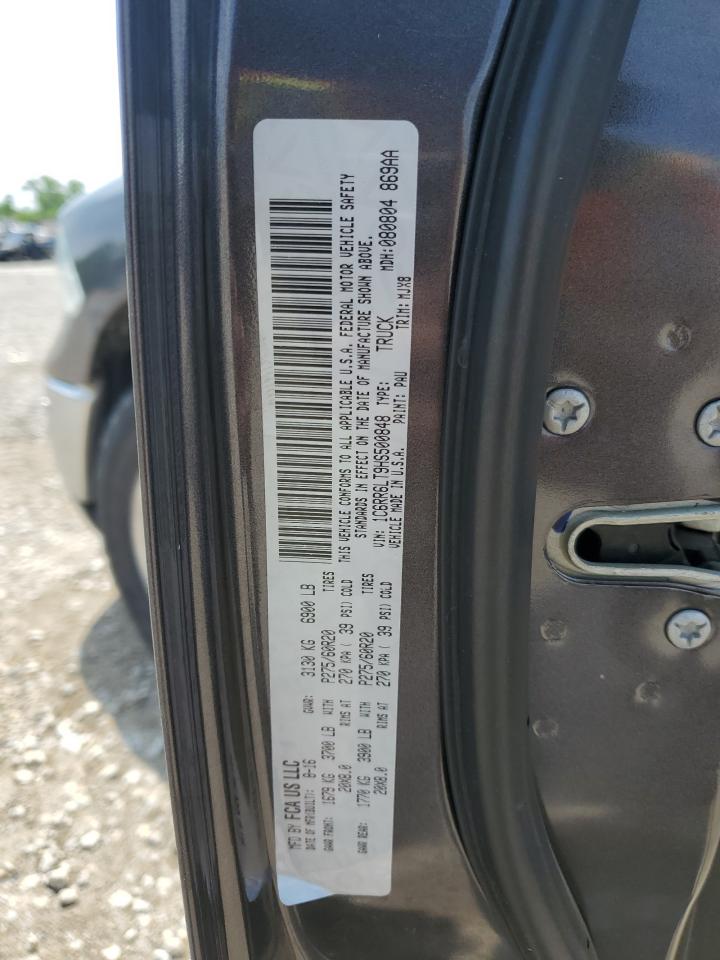 MFD BY FCA US LLC
DATE OF MFR(BUILT): 8-16 GVWR: 3130 KG 6900 LB
GAWR FRONT: 1679 KG 3700 LB WITH P275/60R20 TIRES
20X8.0 RIMS AT 270 KPA ( 39 PSI) COLD
GAWR REAR: 1770 KG 3900 LB WITH P275/60R20 TIRES
20X8.0 RIMS AT 270 KPA ( 39 PSI) COLD
THIS VEHICLE CONFORMS TO ALL APPLICABLE U.S.A. FEDERAL MOTOR VEHICLE SAFETY
STANDARDS IN EFFECT ON THE DATE OF MANUFACTURE SHOWN ABOVE.
VIN: 1C6RR6LT9HS500848 TYPE: TRUCK MDH:080804 869AA
VEHICLE MADE IN U.S.A. PAINT: PAU TRIM: MJX8